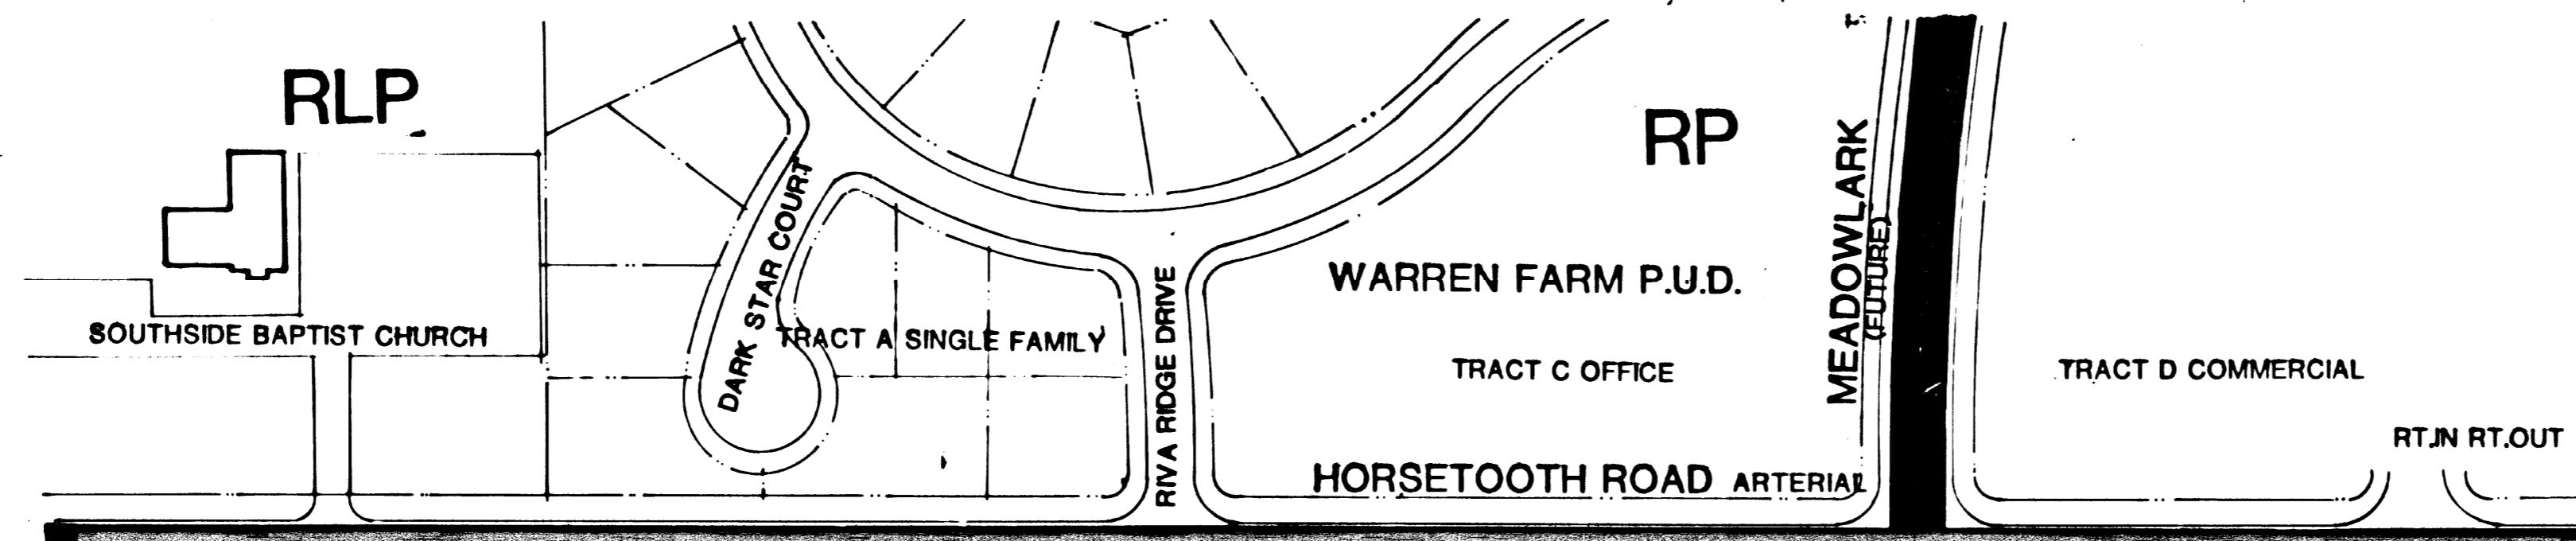 RLP
RP
MEADOWLARK
(FUTURE)
DARK STAR COURT
WARREN FARM P.U.D.
SOUTHSIDE BAPTIST CHURCH
TRACT A SINGLE FAMILY
RIVA RIDGE DRIVE
TRACT C OFFICE
TRACT D COMMERCIAL
RT.IN RT.OUT
HORSETOOTH ROAD ARTERIAL